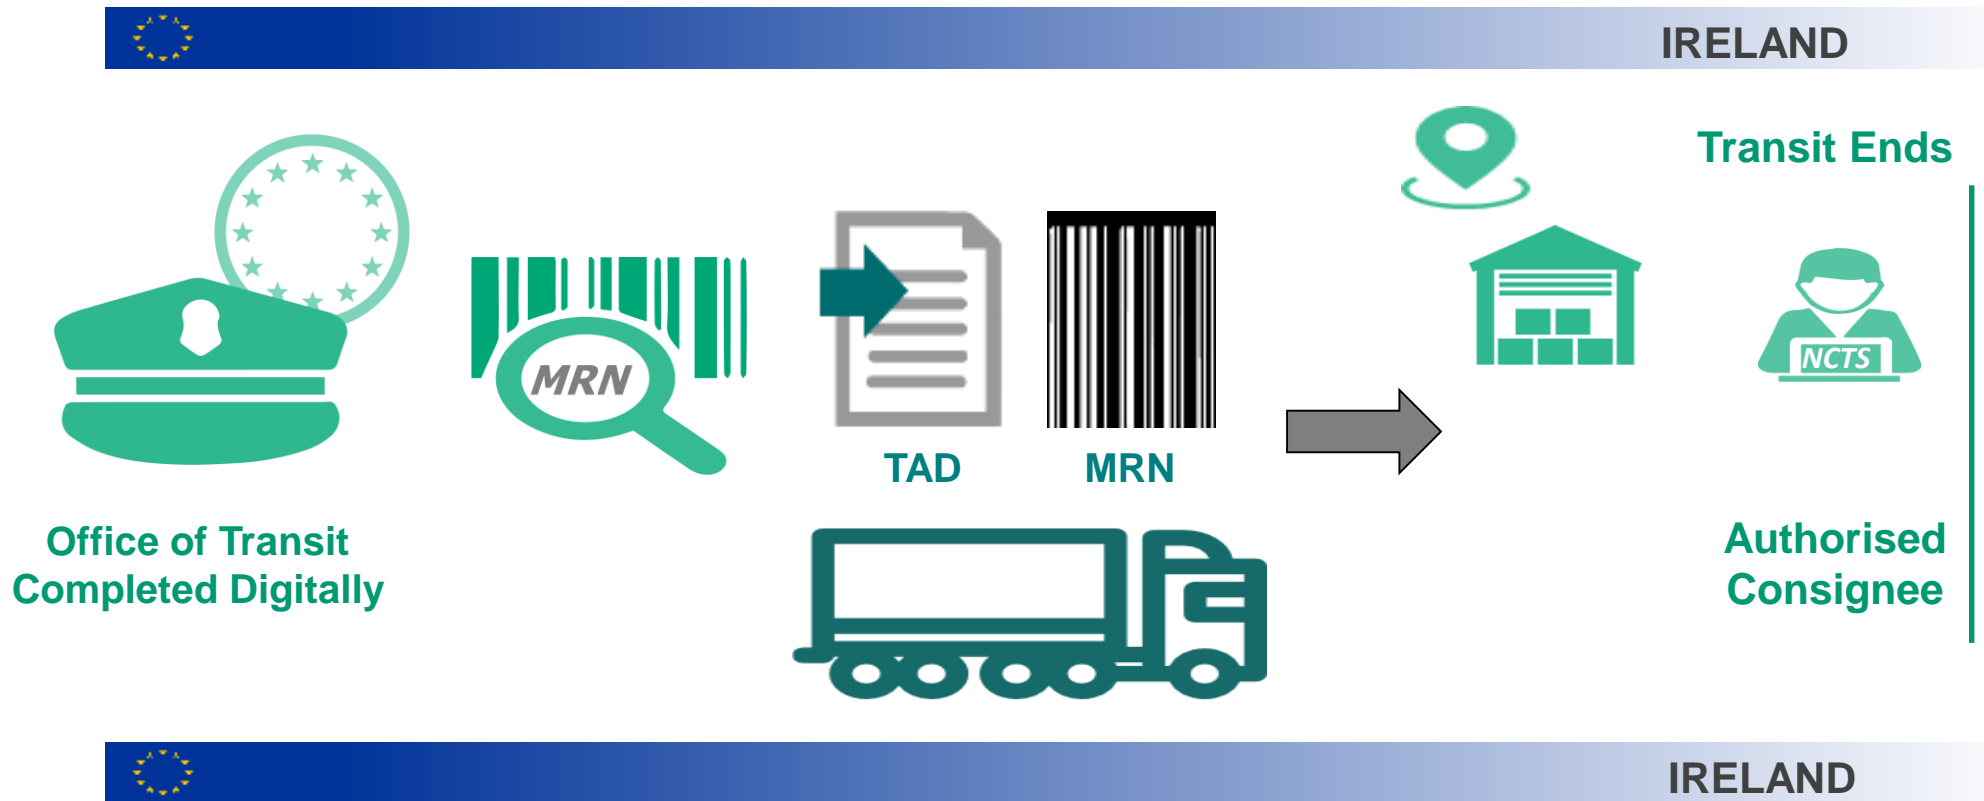 IRELAND
Transit Ends
MRN
NCTS
TAD
MRN
Office of Transit
Completed Digitally
Authorised
Consignee
IRELAND